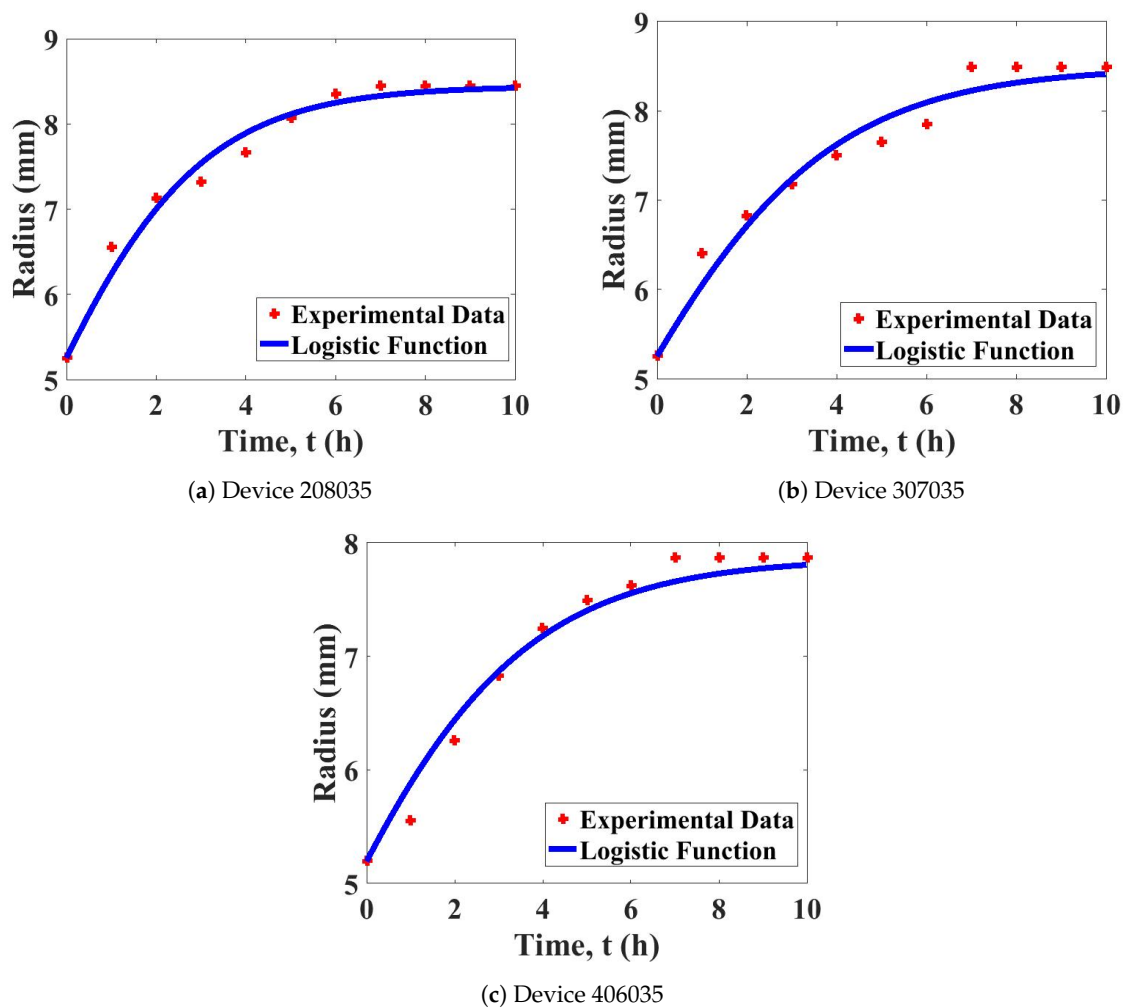 9
8
7
6
5
0 2 4 6 8 10
Radius (mm)
Time, t (h)
Experimental Data
Logistic Function
(a) Device 208035
9
8
7
6
5
0 2 4 6 8 10
Radius (mm)
Time, t (h)
Experimental Data
Logistic Function
(b) Device 307035
8
7
6
5
0 2 4 6 8 10
Radius (mm)
Time, t (h)
Experimental Data
Logistic Function
(c) Device 406035